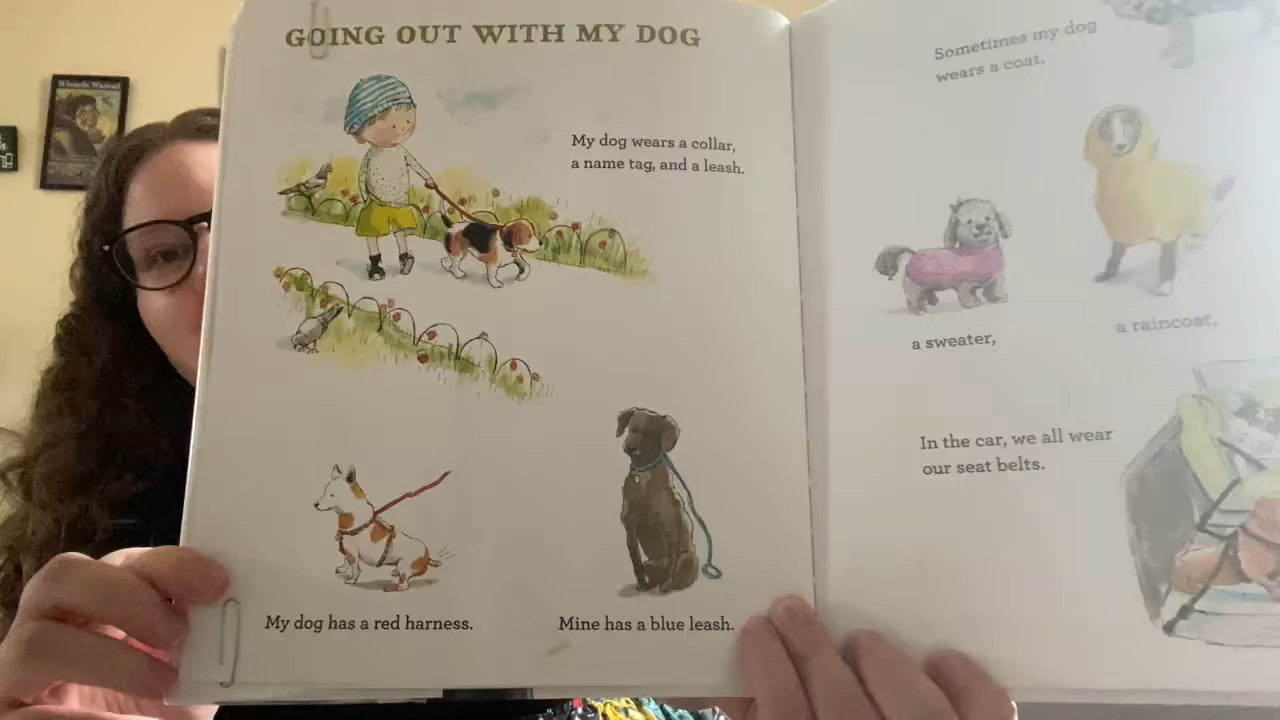 Wizards Wanted
GOING OUT WITH MY DOG
My dog wears a collar,
a name tag, and a leash.
My dog has a red harness.
Mine has a blue leash.
Sometimes my dog
wears a coat,
a sweater,
a raincoat,
In the car, we all wear
our seat belts.